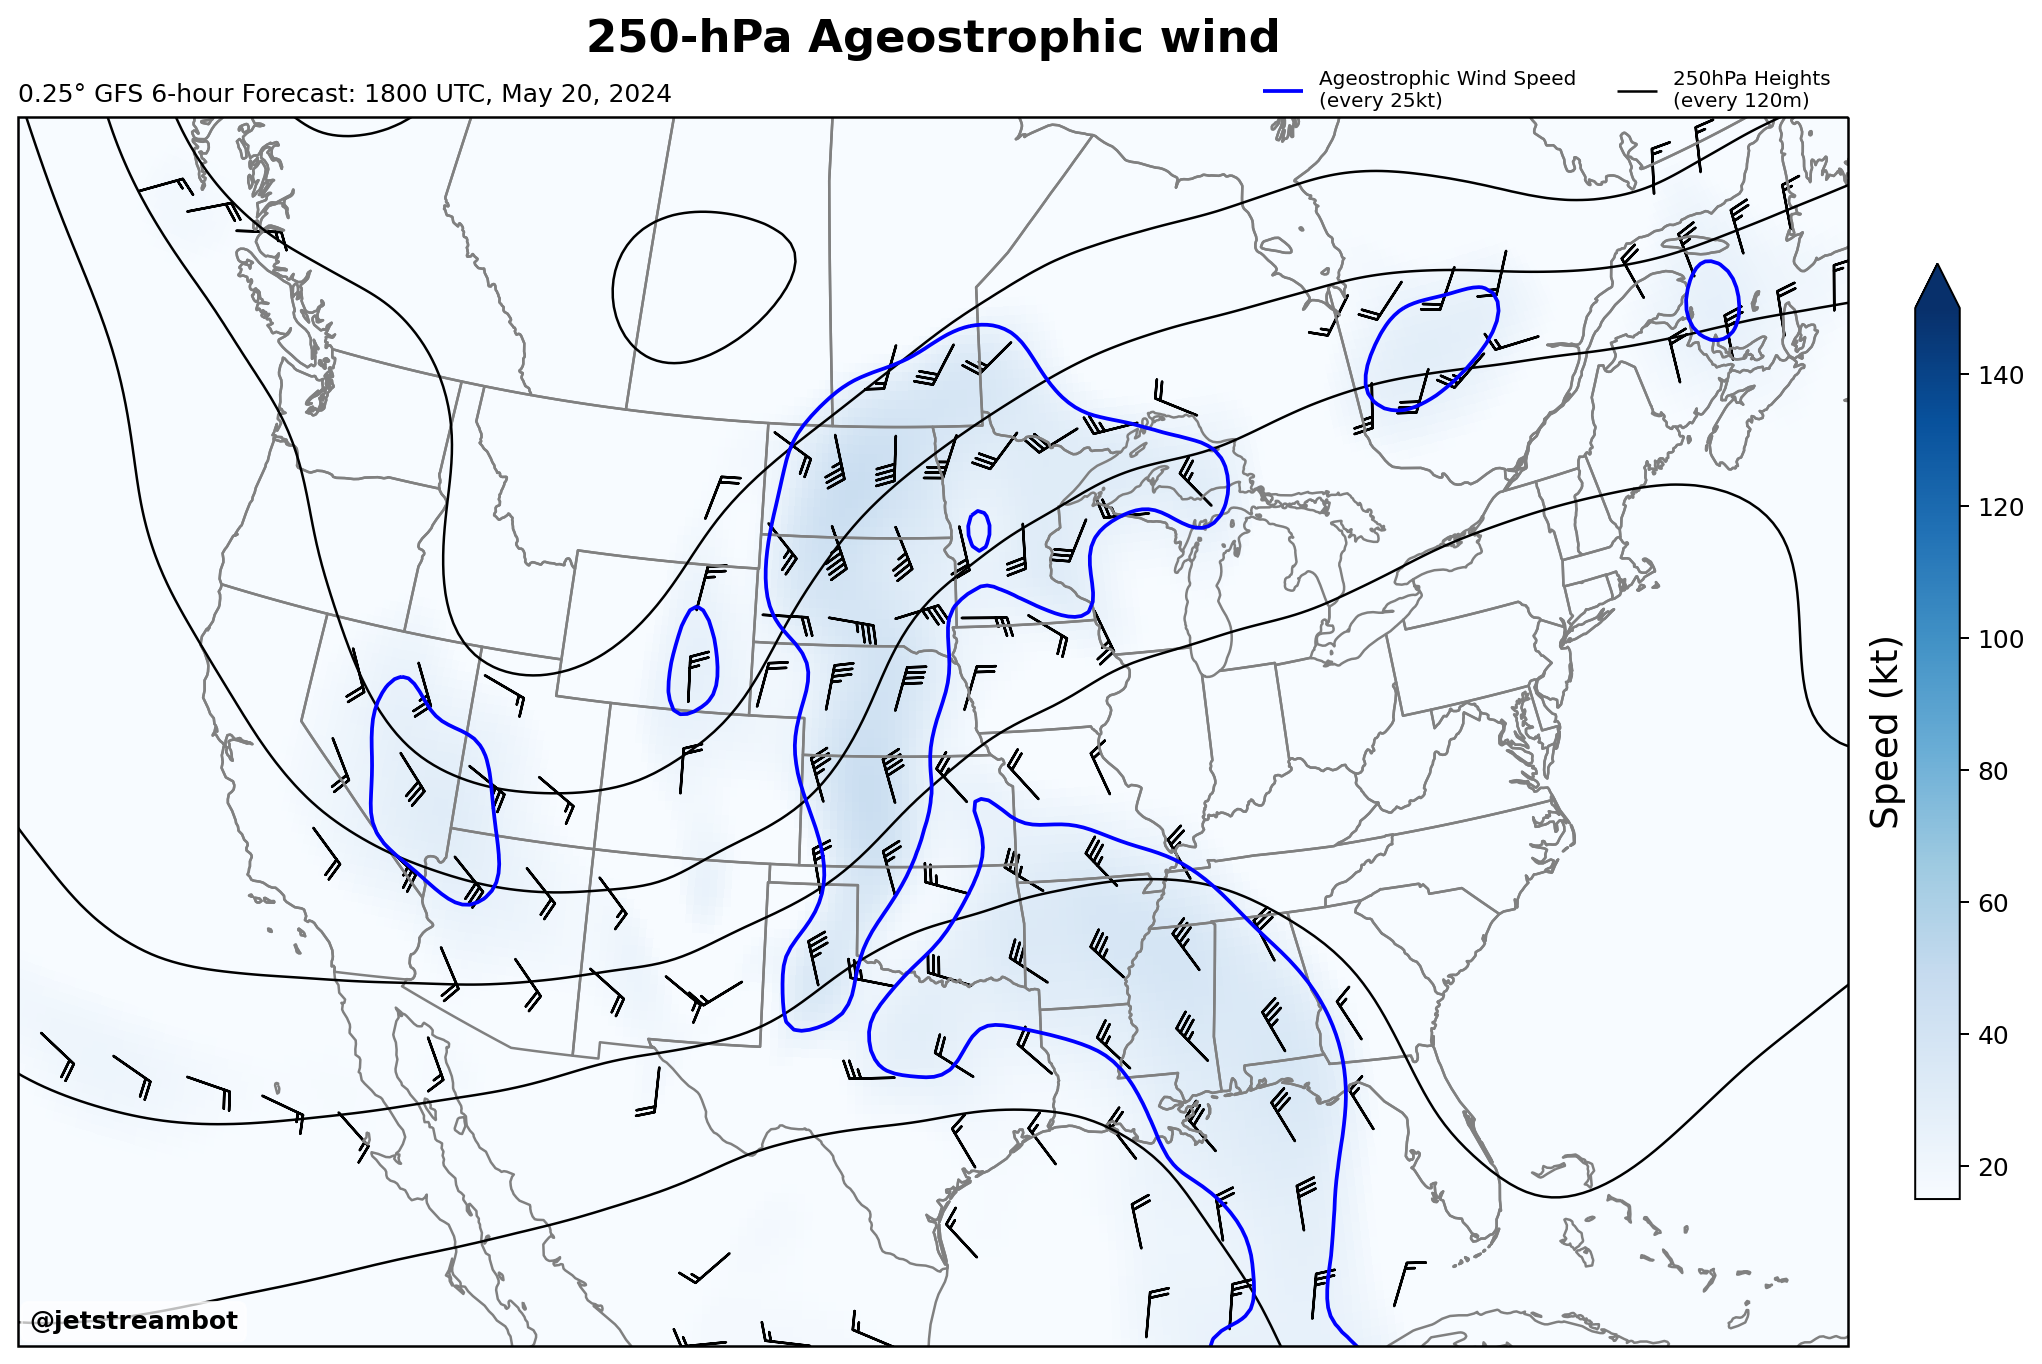 250-hPa Ageostrophic wind
0.25° GFS 6-hour Forecast: 1800 UTC, May 20, 2024
Ageostrophic Wind Speed
(every 25kt)
250hPa Heights
(every 120m)
140
120
100
80
60
40
20
Speed (kt)
@jetstreambot